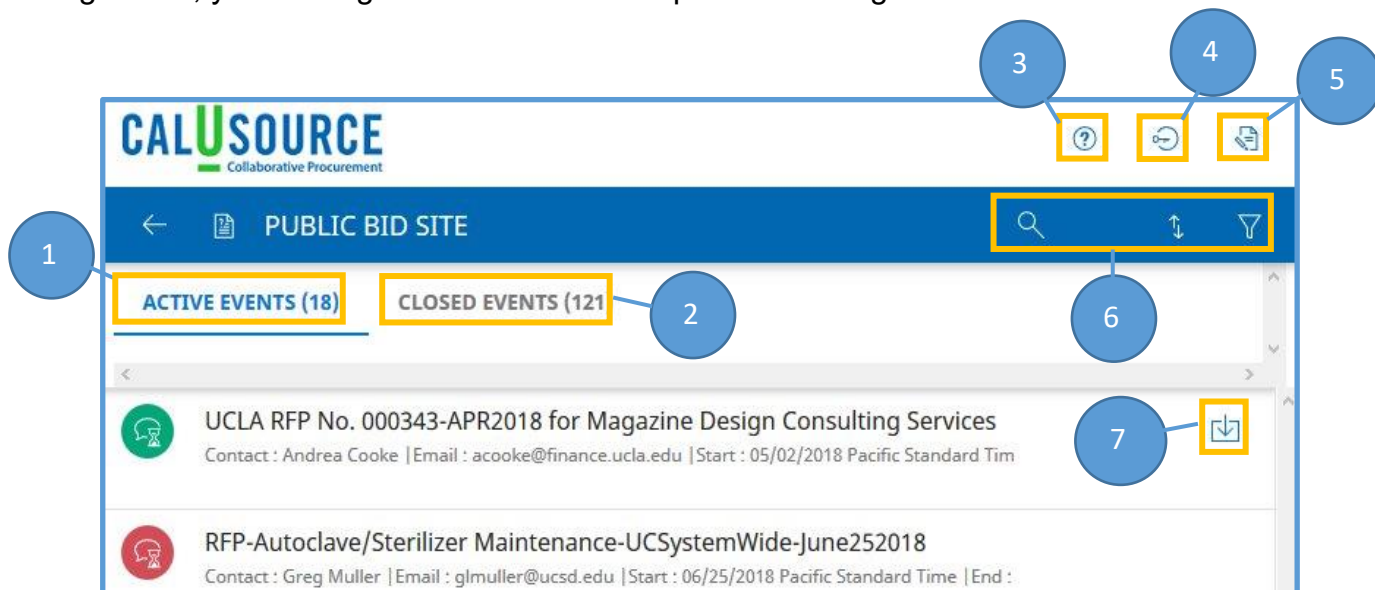 3
4
5
CALUSOURCE
Collaborative Procurement
PUBLIC BID SITE
1
ACTIVE EVENTS (18)
CLOSED EVENTS (121
2
6
UCLA RFP No. 000343-APR2018 for Magazine Design Consulting Services
Contact : Andrea Cooke | Email : acooke@finance.ucla.edu | Start : 05/02/2018 Pacific Standard Tim
7
RFP-Autoclave/Sterilizer Maintenance-UCSystemWide-June252018
Contact : Greg Muller | Email : glmuller@ucsd.edu | Start : 06/25/2018 Pacific Standard Time | End :